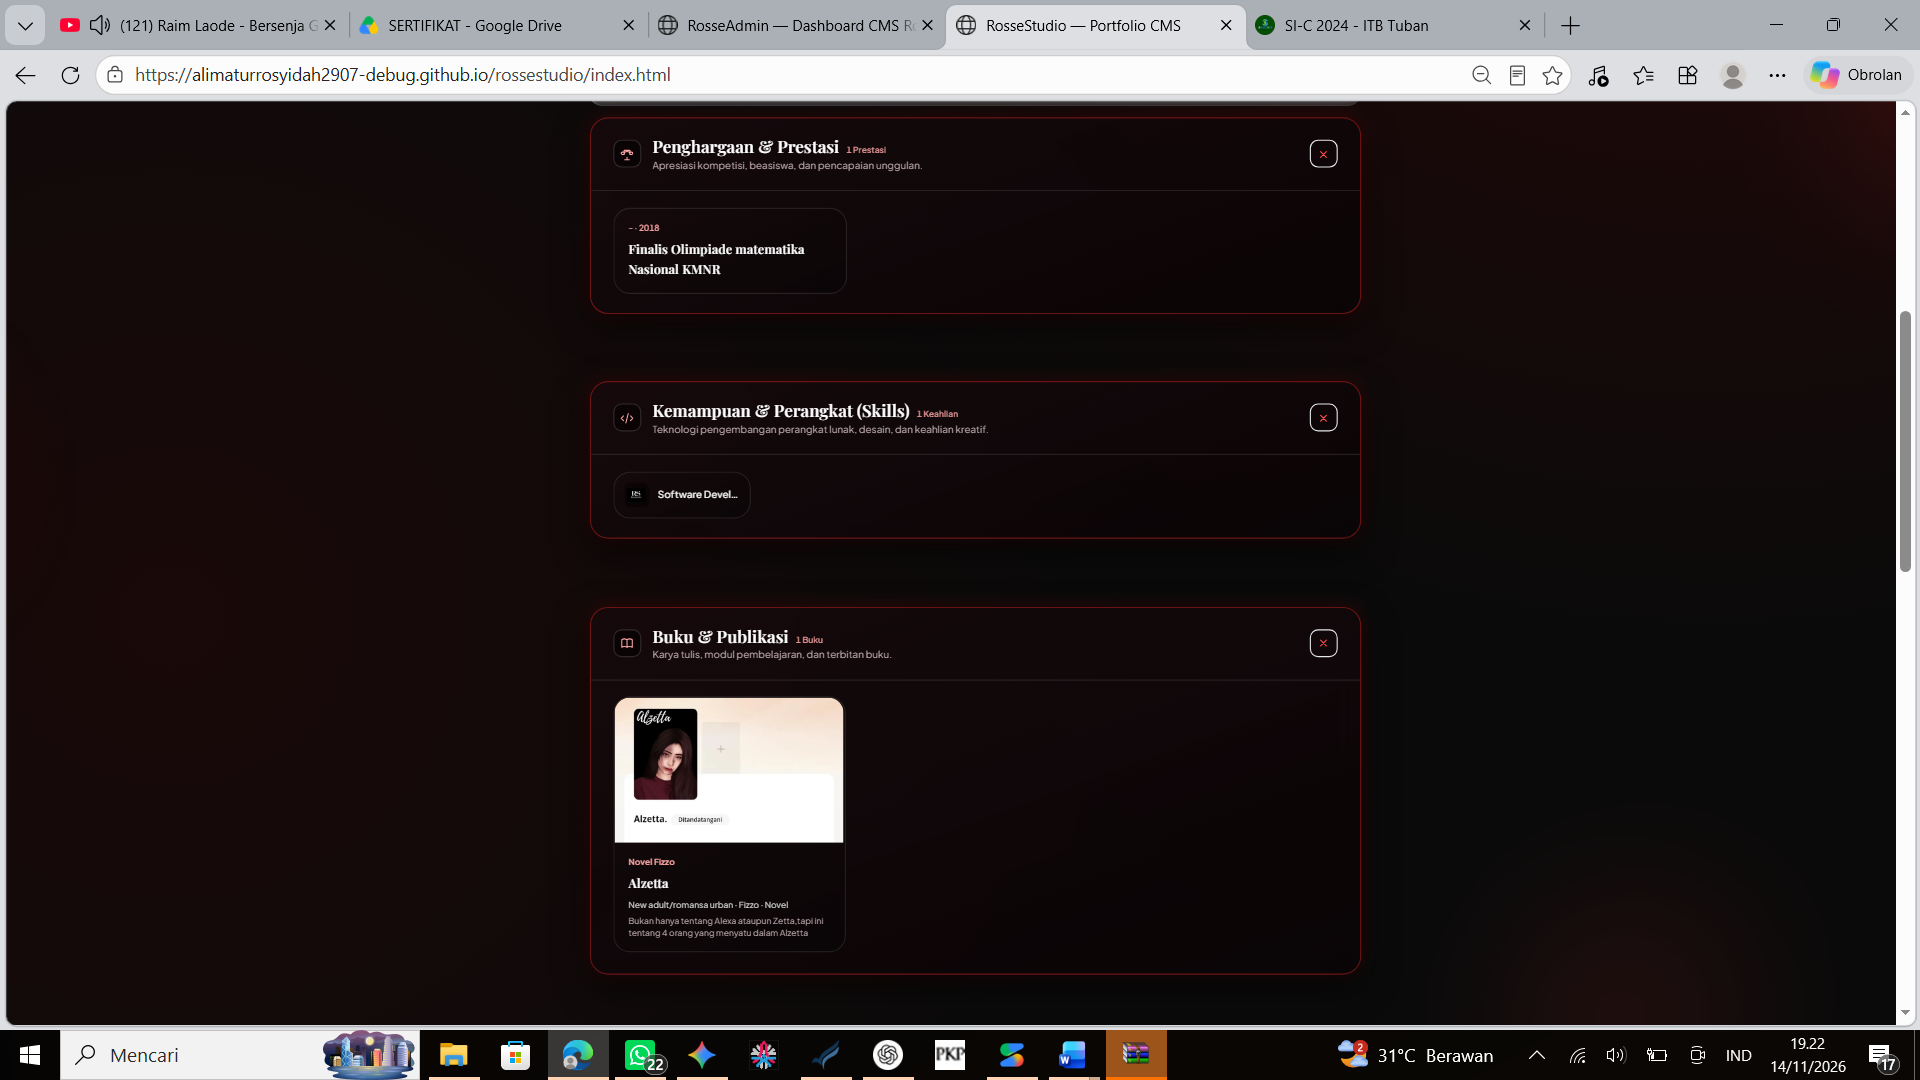 (121) Raim Laode - Bersenja G
SERTIFIKAT - Google Drive
RosseAdmin — Dashboard CMS R
RosseStudio — Portfolio CMS
SI-C 2024 - ITB Tuban
https://alimaturrosyidah2907-debug.github.io/rossestudio/index.html
Obrolan
Penghargaan & Prestasi 1 Prestasi
Apresiasi kompetisi, beasiswa, dan pencapaian unggulan.
- · 2018
Finalis Olimpiade matematika
Nasional KMNR
Kemampuan & Perangkat (Skills) 1 Keahlian
Teknologi pengembangan perangkat lunak, desain, dan keahlian kreatif.
RS
Software Devel...
Buku & Publikasi 1 Buku
Karya tulis, modul pembelajaran, dan terbitan buku.
Alzetta
Alzetta. Ditandatangani
Novel Fizzo
Alzetta
New adult/romansa urban · Fizzo · Novel
Bukan hanya tentang Alexa ataupun Zetta,tapi ini
tentang 4 orang yang menyatu dalam Alzetta
Mencari
22
PKP
2
31°C Berawan
IND
19.22
14/11/2026
17